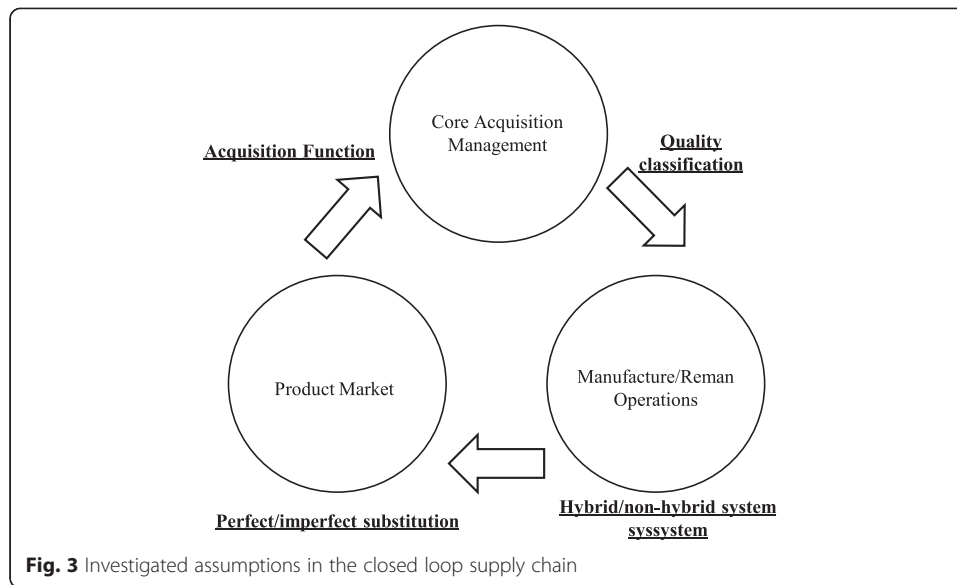 Core Acquisition
Management
Acquisition Function
Quality
classification
Product Market
Manufacture/Reman
Operations
Hybrid/non-hybrid system
syssystem
Perfect/imperfect substitution
Fig. 3 Investigated assumptions in the closed loop supply chain